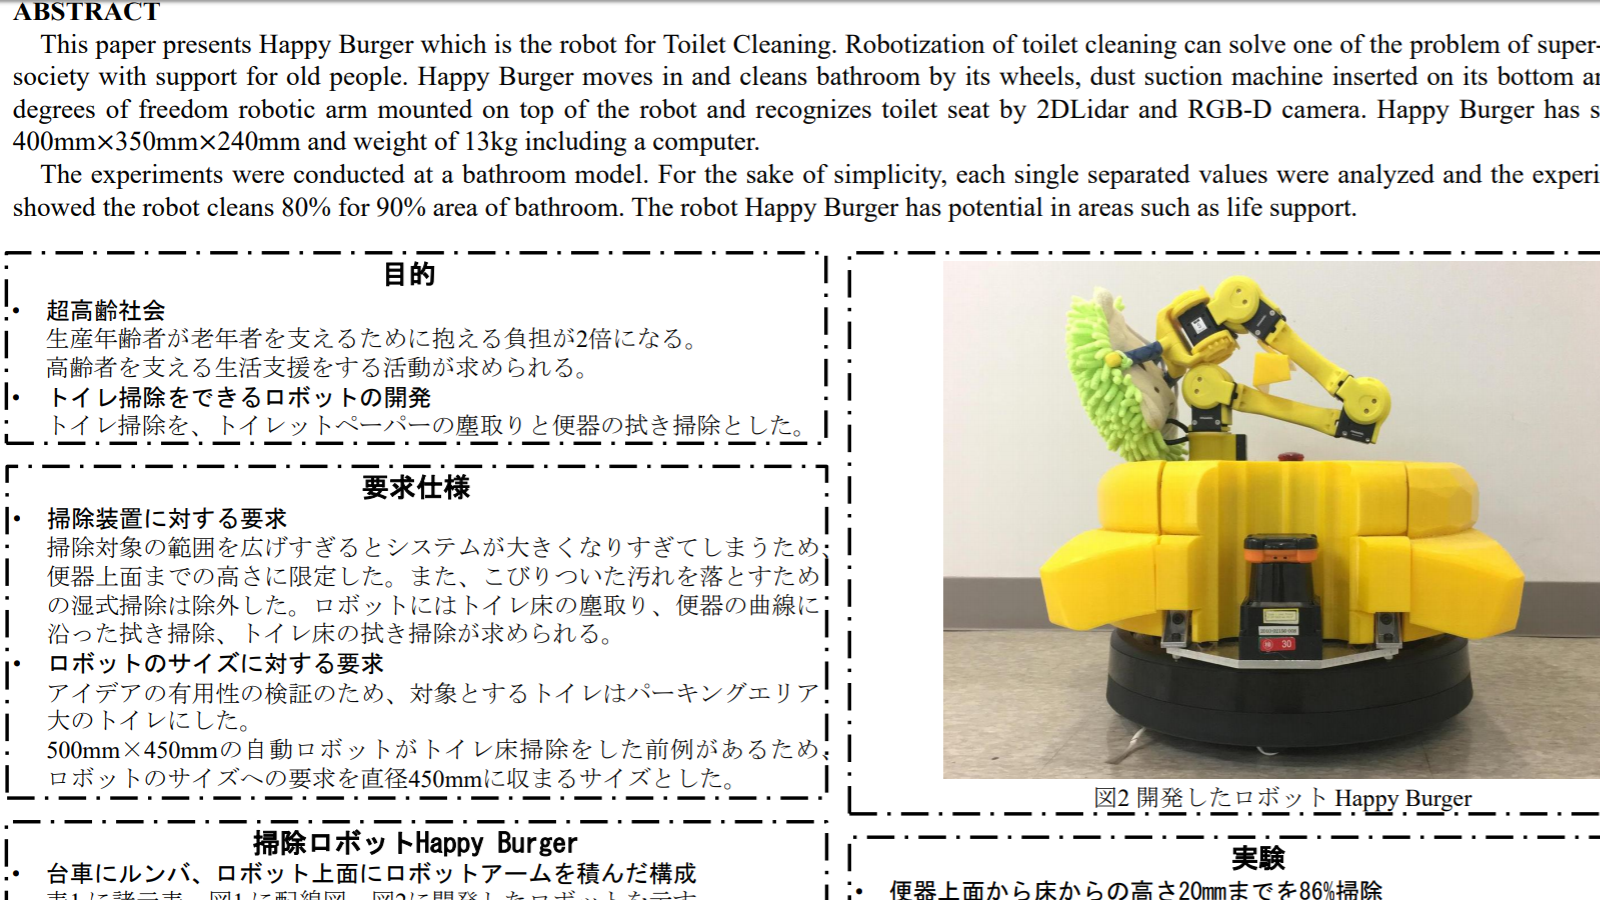 ABSTRACT
This paper presents Happy Burger which is the robot for Toilet Cleaning. Robotization of toilet cleaning can solve one of the problem of super-
society with support for old people. Happy Burger moves in and cleans bathroom by its wheels, dust suction machine inserted on its bottom
degrees of freedom robotic arm mounted on top of the robot and recognizes toilet seat by 2DLidar and RGB-D camera. Happy Burger has
400mm×350mm×240mm and weight of 13kg including a computer.
The experiments were conducted at a bathroom model. For the sake of simplicity, each single separated values were analyzed and the
showed the robot cleans 80% for 90% area of bathroom. The robot Happy Burger has potential in areas such as life support.
目的
• 超高齢社会
生産年齢者が老年者を支えるために抱える負担が2倍になる。
高齢者を支える生活支援をする活動が求められる。
• トイレ掃除をできるロボットの開発
トイレ掃除を、トイレットペーパーの塵取りと便器の拭き掃除とした。
要求仕様
• 掃除装置に対する要求
掃除対象の範囲を広げすぎるとシステムが大きくなりすぎてしまうため、
便器上面までの高さに限定した。また、こびりついた汚れを落とすため
の湿式掃除は除外した。ロボットにはトイレ床の塵取り、便器の曲線に
沿った拭き掃除、トイレ床の拭き掃除が求められる。
• ロボットのサイズに対する要求
アイデアの有用性の検証のため、対象とするトイレはパーキングエリア
大のトイレにした。
500mm×450mmの自動ロボットがトイレ床掃除をした前例があるため、
ロボットのサイズへの要求を直径450mmに収まるサイズとした。
掃除ロボットHappy Burger
• 台車にルンバ、ロボット上面にロボットアームを積んだ構成
表1に諸元表、図1に配線図、図2に開発したロボットを示す
30
図2 開発したロボット Happy Burger
実験
• 便器上面から床からの高さ20mmまでを86%掃除